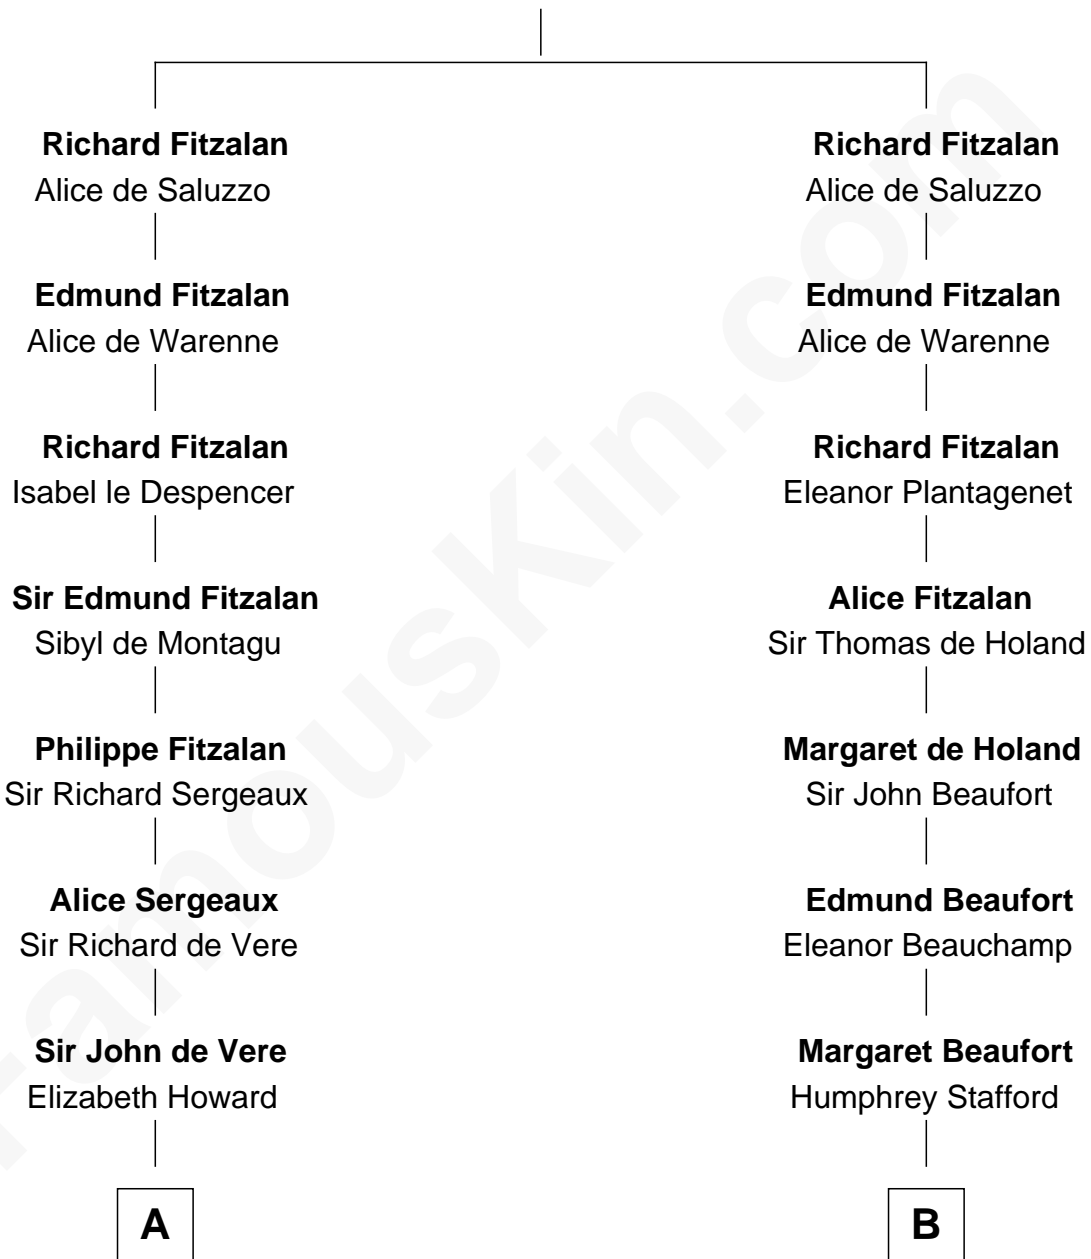 Richard Fitzalan
Alice de Saluzzo
Edmund Fitzalan
Alice de Warenne
Richard Fitzalan
Isabel le Despencer
Sir Edmund Fitzalan
Sibyl de Montagu
Philippe Fitzalan
Sir Richard Sergeaux
Alice Sergeaux
Sir Richard de Vere
Sir John de Vere
Elizabeth Howard
A
Richard Fitzalan
Alice de Saluzzo
Edmund Fitzalan
Alice de Warenne
Richard Fitzalan
Eleanor Plantagenet
Alice Fitzalan
Sir Thomas de Holand
Margaret de Holand
Sir John Beaufort
Edmund Beaufort
Eleanor Beauchamp
Margaret Beaufort
Humphrey Stafford
B
FamousKin.com